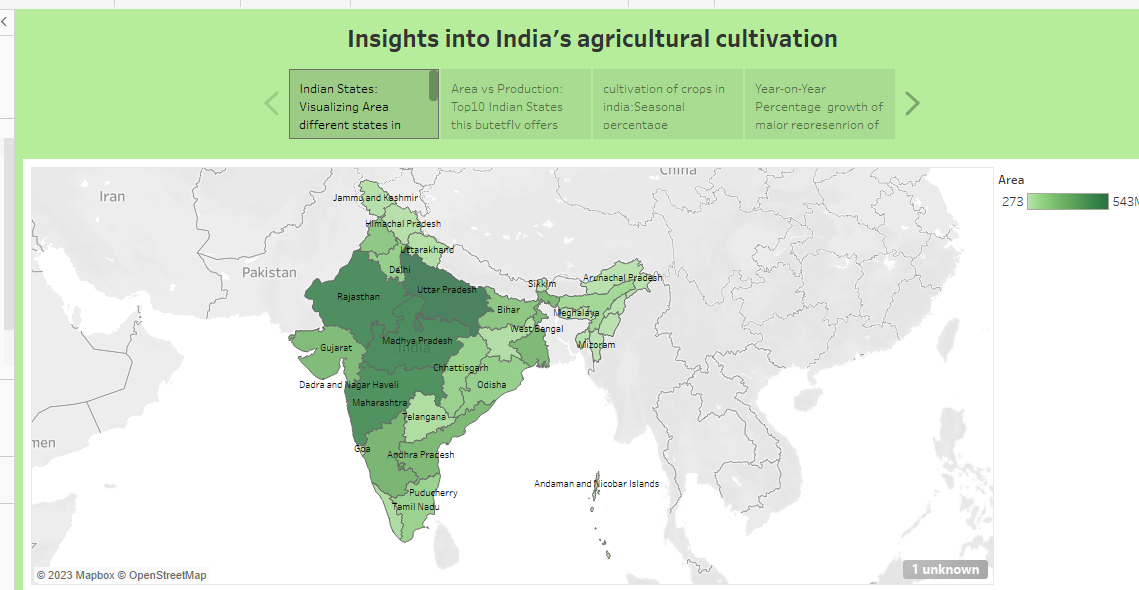 Insights into India's agricultural cultivation
Indian States:
Visualizing Area
different states in
Area vs Production:
Top10 Indian States
this butetfly offers
cultivation of crops in
india:Seasonal
percentage
Year-on-Year
Percentage growth of
major represenrion of
Area
273
543M
China
Iran
Jammu and Kashmir
Himachal Pradesh
Uttarakhand
Pakistan
Delhi
Arunachal Pradesh
Sikkim
Uttar Pradesh
Rajasthan
Bihar
Meghalaya
West Bengal
Madhya Pradesh
India
Mizoram
Gujarat
Chhattisgarh
Dadra and Nagar Haveli
Odisha
Maharashtra
Telangana
men
Goa
Andhra Pradesh
Andaman and Nicobar Islands
Puducherry
Tamil Nadu
© 2023 Mapbox © OpenStreetMap
1 unknown